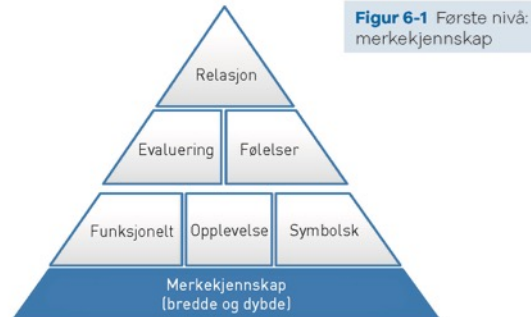 Figur 6-1 Første nivå:
merkekjennskap
Relasjon
Evaluering Følelser
Funksjonelt Opplevelse Symbolsk
Merkekjennskap
(bredde og dybde)